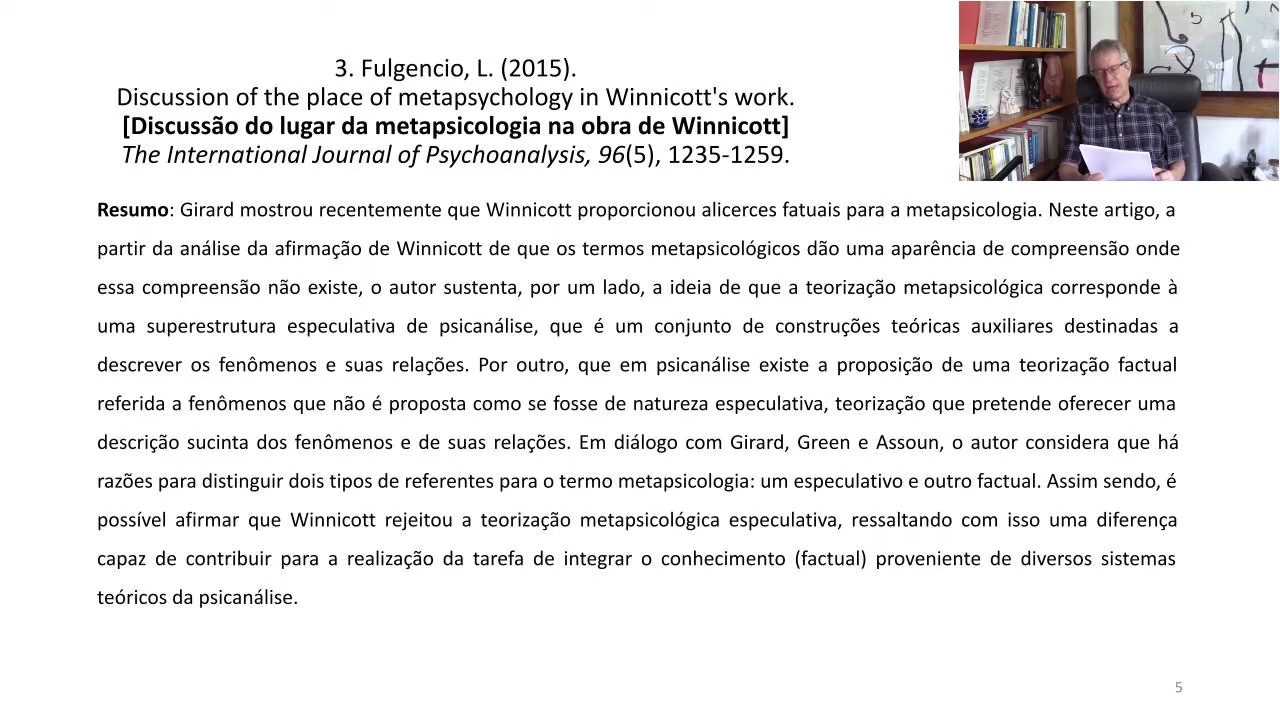 3. Fulgencio, L. (2015).
Discussion of the place of metapsychology in Winnicott's work.
[Discussão do lugar da metapsicologia na obra de Winnicott]
The International Journal of Psychoanalysis, 96(5), 1235-1259.
Resumo: Girard mostrou recentemente que Winnicott proporcionou alicerces fatuais para a metapsicologia. Neste artigo, a
partir da análise da afirmação de Winnicott de que os termos metapsicológicos dão uma aparência de compreensão onde
essa compreensão não existe, o autor sustenta, por um lado, a ideia de que a teorização metapsicológica corresponde à
uma superestrutura especulativa de psicanálise, que é um conjunto de construções teóricas auxiliares destinadas a
descrever os fenômenos e suas relações. Por outro, que em psicanálise existe a proposição de uma teorização factual
referida a fenômenos que não é proposta como se fosse de natureza especulativa, teorização que pretende oferecer uma
descrição sucinta dos fenômenos e de suas relações. Em diálogo com Girard, Green e Assoun, o autor considera que há
razões para distinguir dois tipos de referentes para o termo metapsicologia: um especulativo e outro factual. Assim sendo, é
possível afirmar que Winnicott rejeitou a teorização metapsicológica especulativa, ressaltando com isso uma diferença
capaz de contribuir para a realização da tarefa de integrar o conhecimento (factual) proveniente de diversos sistemas
teóricos da psicanálise.
5